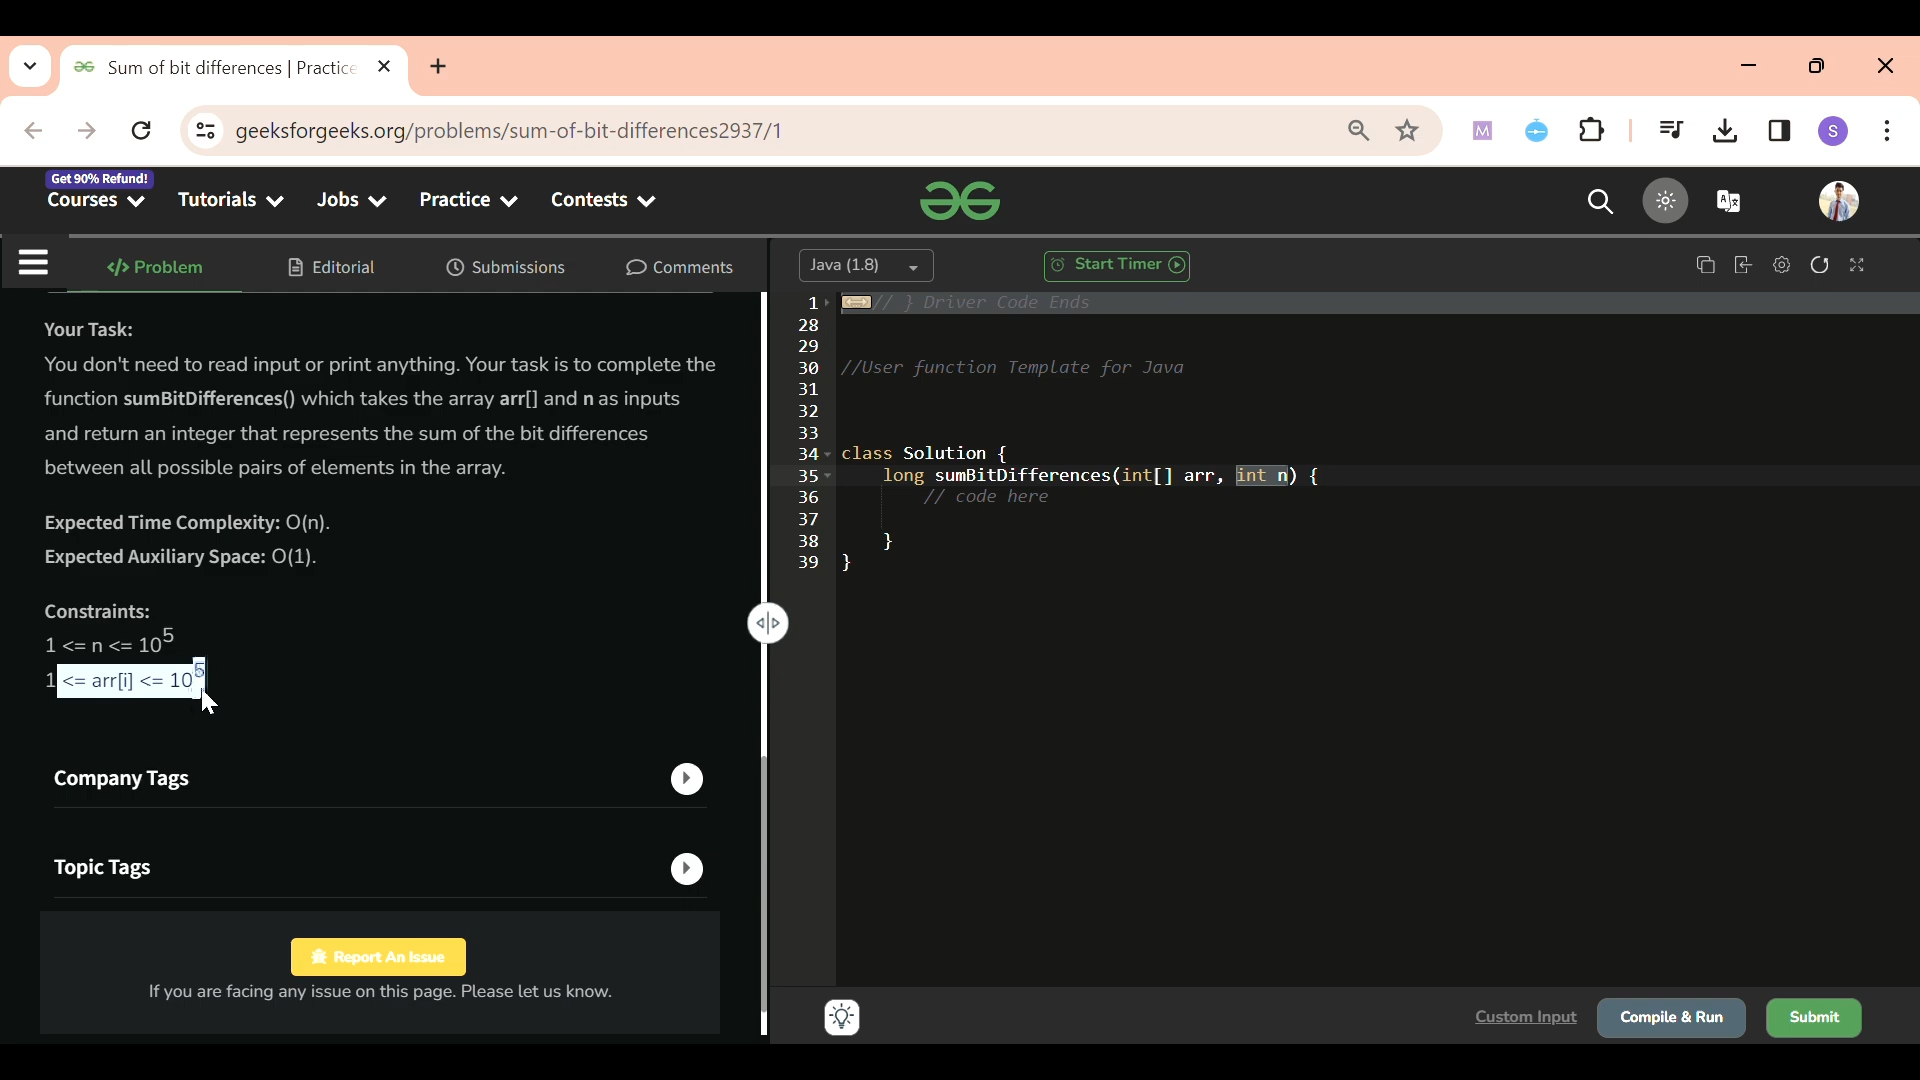 Sum of bit differences | Practice
geeksforgeeks.org/problems/sum-of-bit-differences2937/1
M
S
Get 90% Refund!
Courses
Tutorials
Jobs
Practice
Contests
</> Problem
Editorial
Submissions
Comments
Java (1.8)
Start Timer
Your Task:
You don't need to read input or print anything. Your task is to complete the
function sumBitDifferences() which takes the array arr[] and n as inputs
and return an integer that represents the sum of the bit differences
between all possible pairs of elements in the array.
Expected Time Complexity: O(n).
Expected Auxiliary Space: O(1).
Constraints:
1 <= n <= 10^5
1 <= arr[i] <= 10^5
Company Tags
Topic Tags
Report An Issue
If you are facing any issue on this page. Please let us know.
1 // } Driver Code Ends
28
29
30 //User function Template for Java
31
32
33
34 class Solution {
35 long sumBitDifferences(int[] arr, int n) {
36 // code here
37
38 }
39 }
Custom Input
Compile & Run
Submit